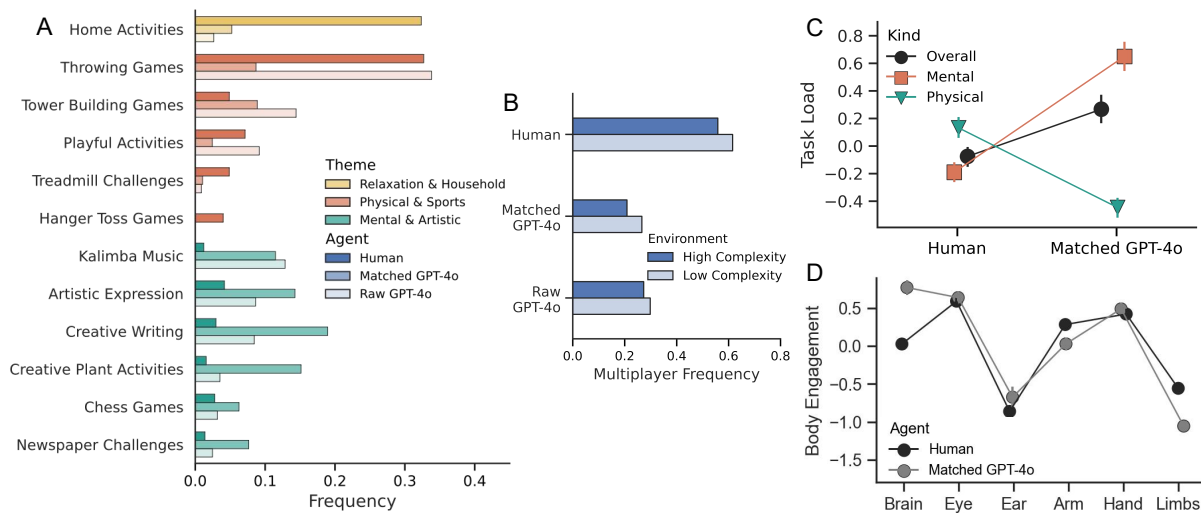 A
Home Activities
Throwing Games
Tower Building Games
Playful Activities
Treadmill Challenges
Hanger Toss Games
Kalimba Music
Artistic Expression
Creative Writing
Creative Plant Activities
Chess Games
Newspaper Challenges
0.0 0.1 0.2 0.3 0.4
Frequency
Theme
Relaxation & Household
Physical & Sports
Mental & Artistic
Agent
Human
Matched GPT-4o
Raw GPT-4o
B
Human
Matched
GPT-4o
Raw
GPT-4o
Environment
High Complexity
Low Complexity
0.0 0.2 0.4 0.6 0.8
Multiplayer Frequency
C
Task Load
0.8
0.6
0.4
0.2
0.0
−0.2
−0.4
Kind
Overall
Mental
Physical
Human Matched GPT-4o
D
Body Engagement
0.5
0.0
−0.5
−1.0
−1.5
Agent
Human
Matched GPT-4o
Brain Eye Ear Arm Hand Limbs